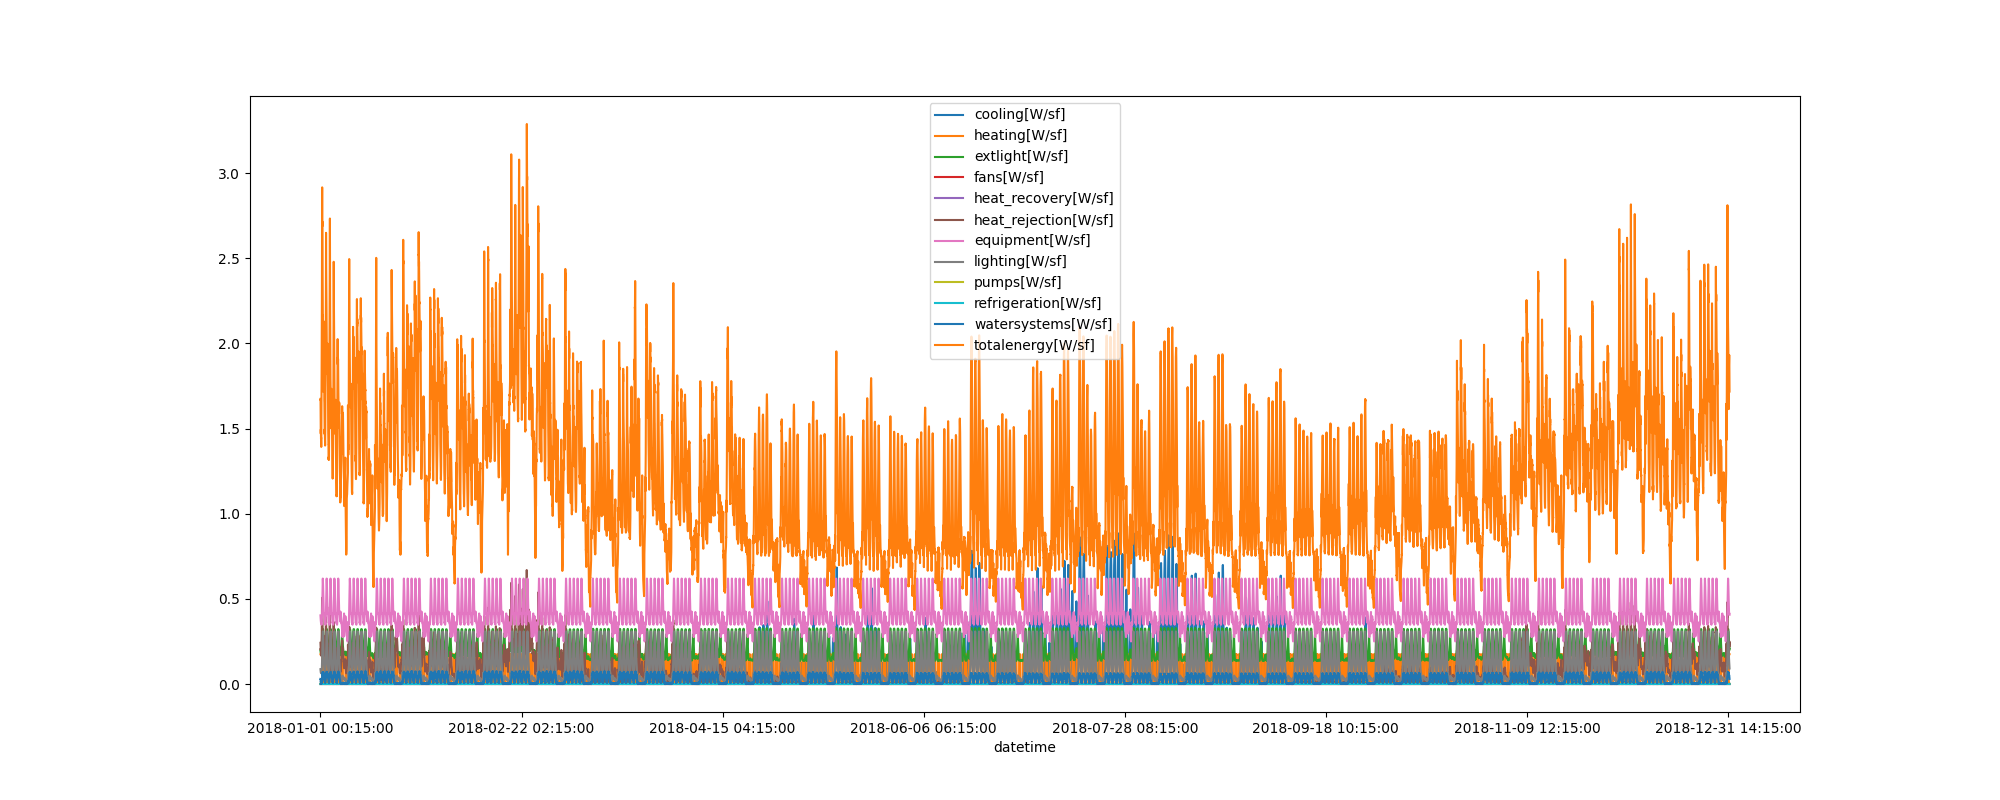 cooling[W/sf]
heating[W/sf]
extlight[W/sf]
fans[W/sf]
heat_recovery[W/sf]
heat_rejection[W/sf]
equipment[W/sf]
lighting[W/sf]
pumps[W/sf]
refrigeration[W/sf]
watersystems[W/sf]
totalenergy[W/sf]
3.0
2.5
2.0
1.5
1.0
0.5
0.0
2018-01-01 00:15:00 2018-02-22 02:15:00 2018-04-15 04:15:00 2018-06-06 06:15:00 2018-07-28 08:15:00 2018-09-18 10:15:00 2018-11-09 12:15:00 2018-12-31 14:15:00
datetime